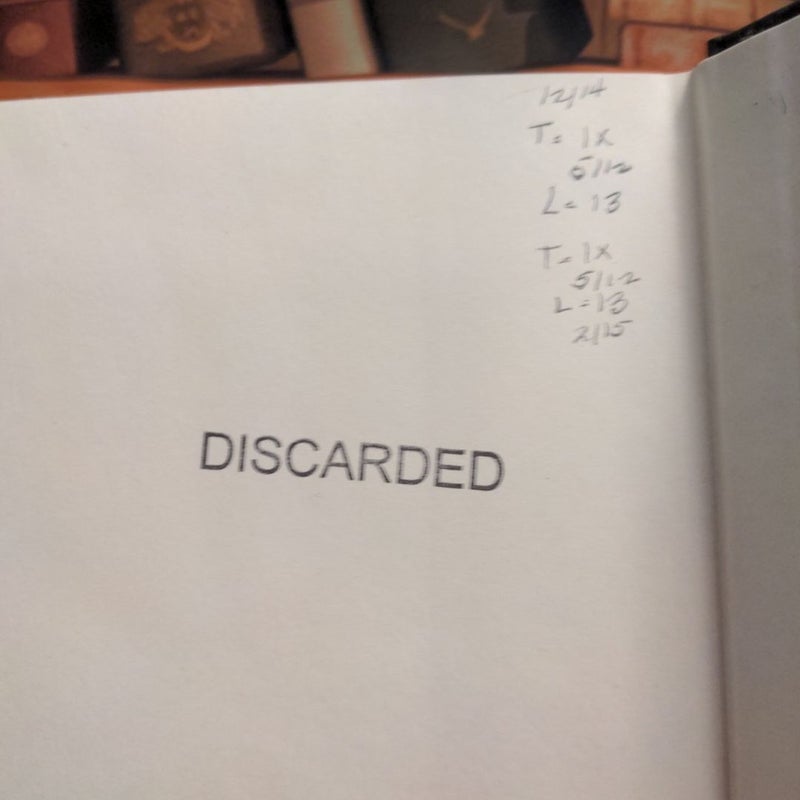 12/14
T= 1x
5/12
L= 13
T= 1x
5/12
L=13
2/15
DISCARDED